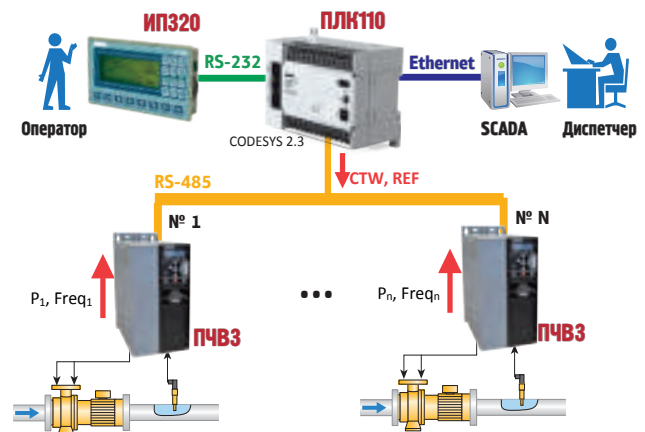 ИП320
ПЛК110
RS-232
Ethernet
Оператор
CODESYS 2.3
SCADA
Диспетчер
RS-485
CTW, REF
№ 1
№ N
P₁, Freq₁
...
Pₙ, Freqₙ
ПЧВ3
ПЧВ3